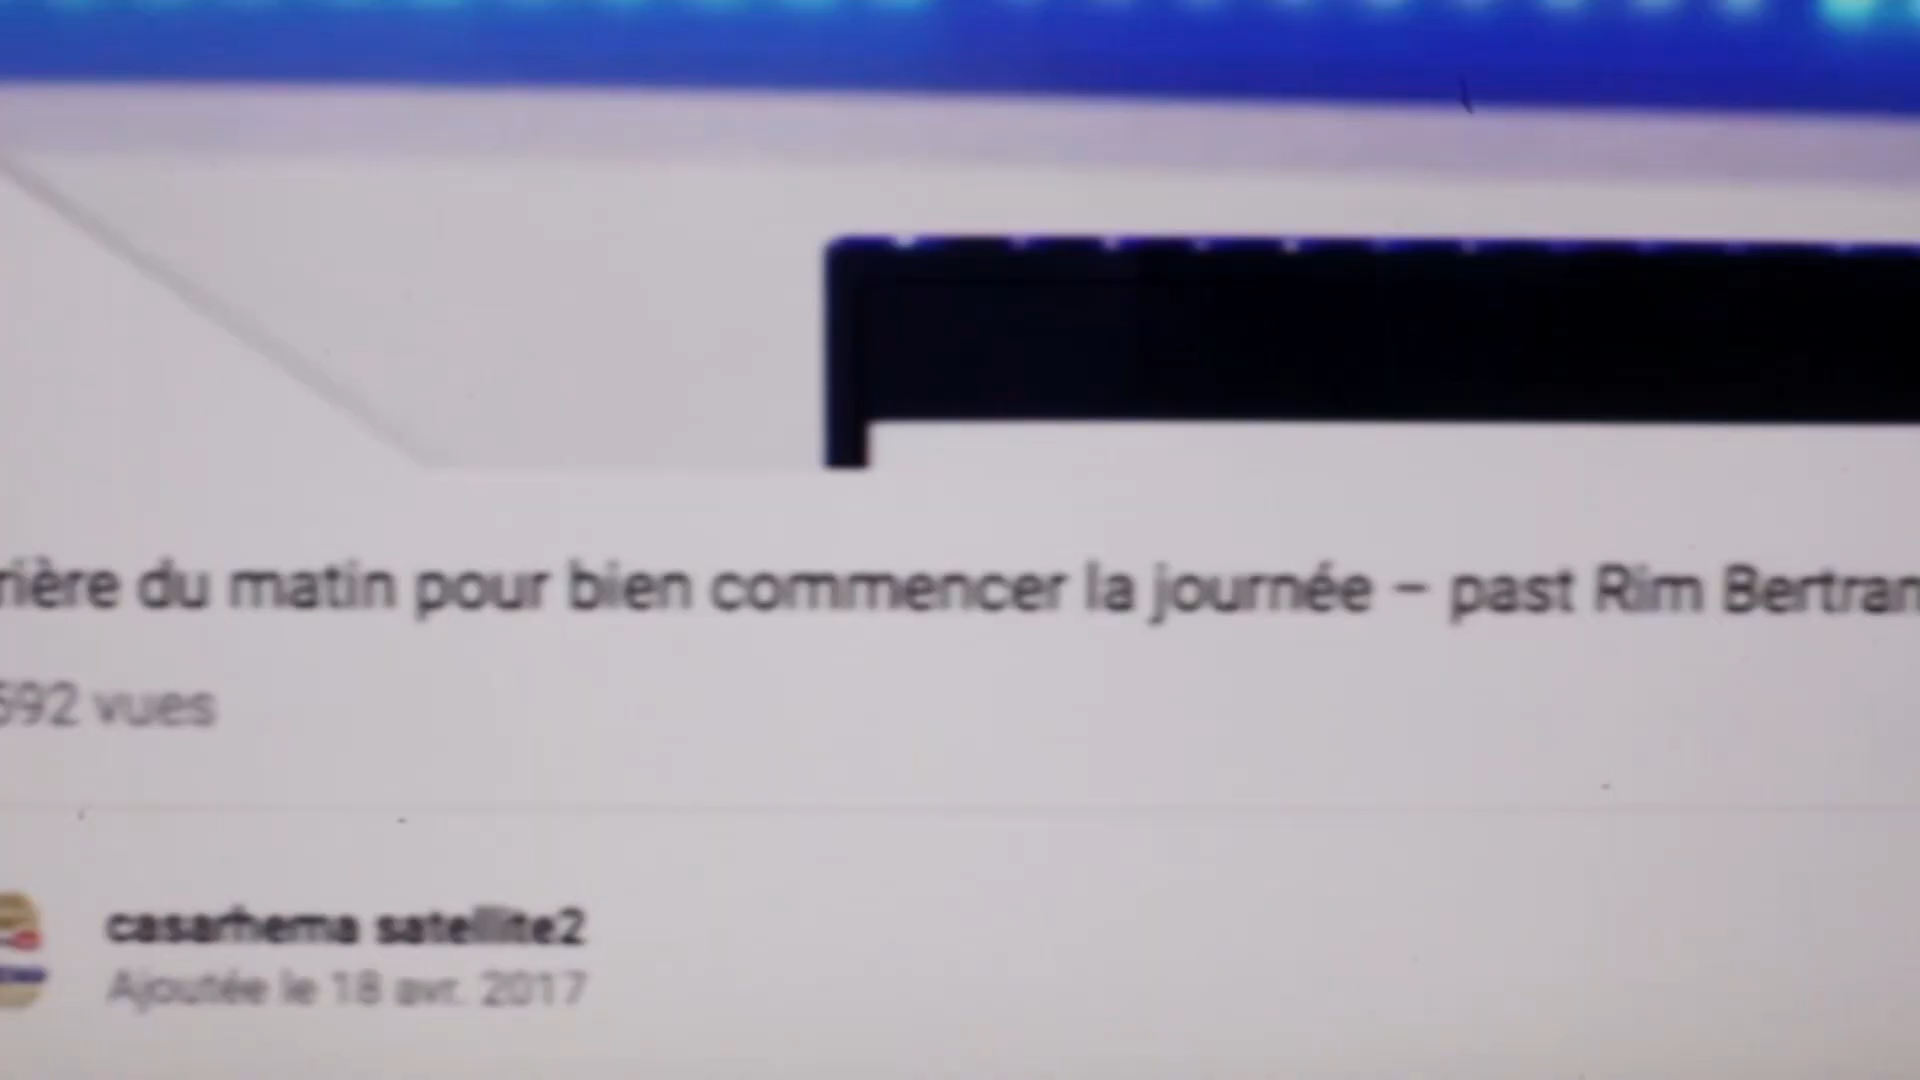 rière du matin pour bien commencer la journée – past Rim Bertran
592 vues
casarhema satellite2
Ajoutée le 18 avr. 2017